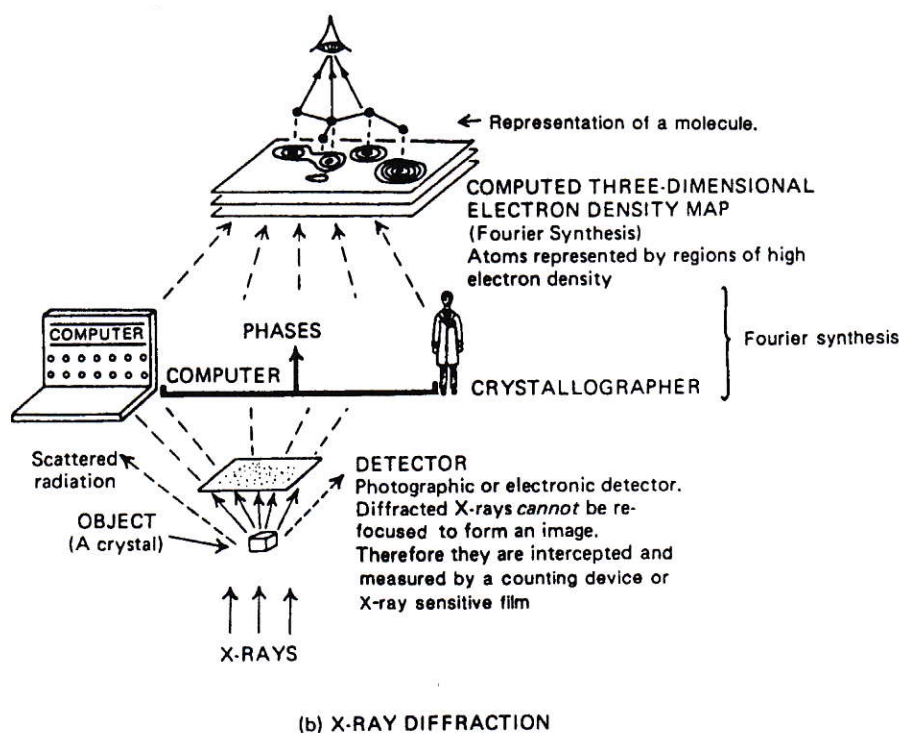 Representation of a molecule.
COMPUTED THREE-DIMENSIONAL
ELECTRON DENSITY MAP
(Fourier Synthesis)
Atoms represented by regions of high
electron density
PHASES
COMPUTER
COMPUTER
Fourier synthesis
CRYSTALLOGRAPHER
Scattered
radiation
DETECTOR
Photographic or electronic detector.
Diffracted X-rays cannot be re-
focused to form an image.
Therefore they are intercepted and
measured by a counting device or
X-ray sensitive film
OBJECT
(A crystal)
X-RAYS
(b) X-RAY DIFFRACTION